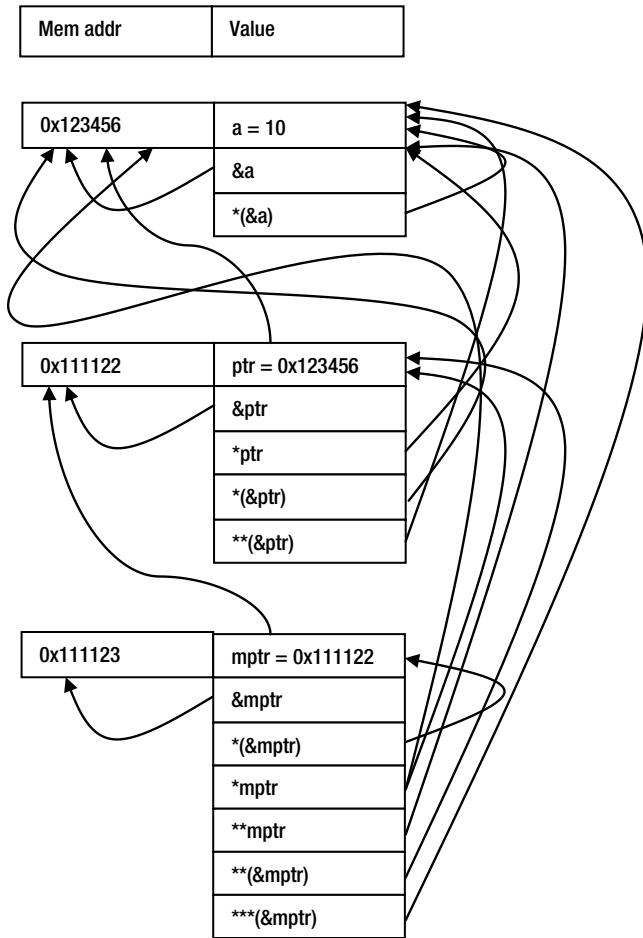 Mem addr Value
0x123456 a = 10
&a
*(&a)
0x111122 ptr = 0x123456
&ptr
*ptr
*(&ptr)
**(&ptr)
0x111123 mptr = 0x111122
&mptr
*(&mptr)
*mptr
**mptr
**(&mptr)
***(&mptr)